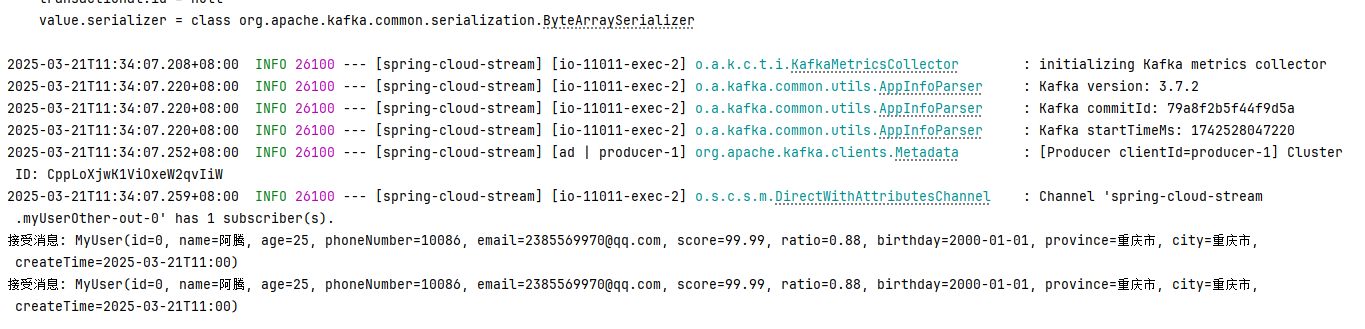 value.serializer = class org.apache.kafka.common.serialization.ByteArraySerializer
2025-03-21T11:34:07.208+08:00  INFO 26100 --- [spring-cloud-stream] [io-11011-exec-2] o.a.k.c.t.i.KafkaMetricsCollector        : initializing Kafka metrics collector
2025-03-21T11:34:07.220+08:00  INFO 26100 --- [spring-cloud-stream] [io-11011-exec-2] o.a.kafka.common.utils.AppInfoParser     : Kafka version: 3.7.2
2025-03-21T11:34:07.220+08:00  INFO 26100 --- [spring-cloud-stream] [io-11011-exec-2] o.a.kafka.common.utils.AppInfoParser     : Kafka commitId: 79a8f2b5f44f9d5a
2025-03-21T11:34:07.220+08:00  INFO 26100 --- [spring-cloud-stream] [io-11011-exec-2] o.a.kafka.common.utils.AppInfoParser     : Kafka startTimeMs: 1742528047220
2025-03-21T11:34:07.252+08:00  INFO 26100 --- [spring-cloud-stream] [ad | producer-1] org.apache.kafka.clients.Metadata        : [Producer clientId=producer-1] Cluster
ID: CppLoXjwK1ViOxeW2qvIiW
2025-03-21T11:34:07.259+08:00  INFO 26100 --- [spring-cloud-stream] [io-11011-exec-2] o.s.c.s.m.DirectWithAttributesChannel    : Channel 'spring-cloud-stream
.myUserOther-out-0' has 1 subscriber(s).
接受消息: MyUser(id=0, name=阿腾, age=25, phoneNumber=10086, email=2385569970@qq.com, score=99.99, ratio=0.88, birthday=2000-01-01, province=重庆市, city=重庆市,
createTime=2025-03-21T11:00)
接受消息: MyUser(id=0, name=阿腾, age=25, phoneNumber=10086, email=2385569970@qq.com, score=99.99, ratio=0.88, birthday=2000-01-01, province=重庆市, city=重庆市,
createTime=2025-03-21T11:00)